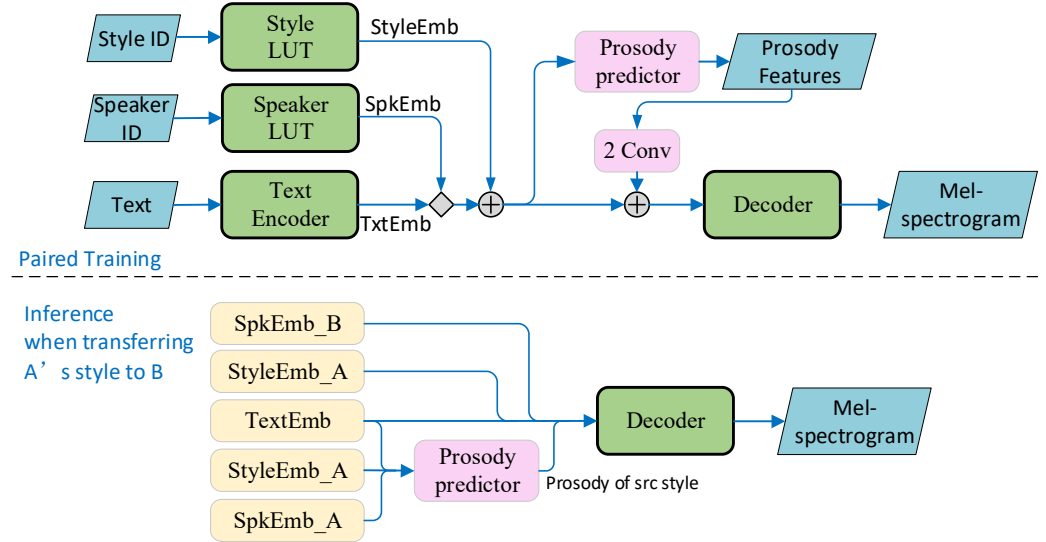 Style ID
Style
LUT
StyleEmb
Prosody
predictor
Prosody
Features
Speaker
ID
Speaker
LUT
SpkEmb
2 Conv
Text
Text
Encoder
TxtEmb
Decoder
Mel-
spectrogram
Paired Training
Inference
when transferring
A’s style to B
SpkEmb_B
StyleEmb_A
TextEmb
StyleEmb_A
SpkEmb_A
Prosody
predictor
Prosody of src style
Decoder
Mel-
spectrogram